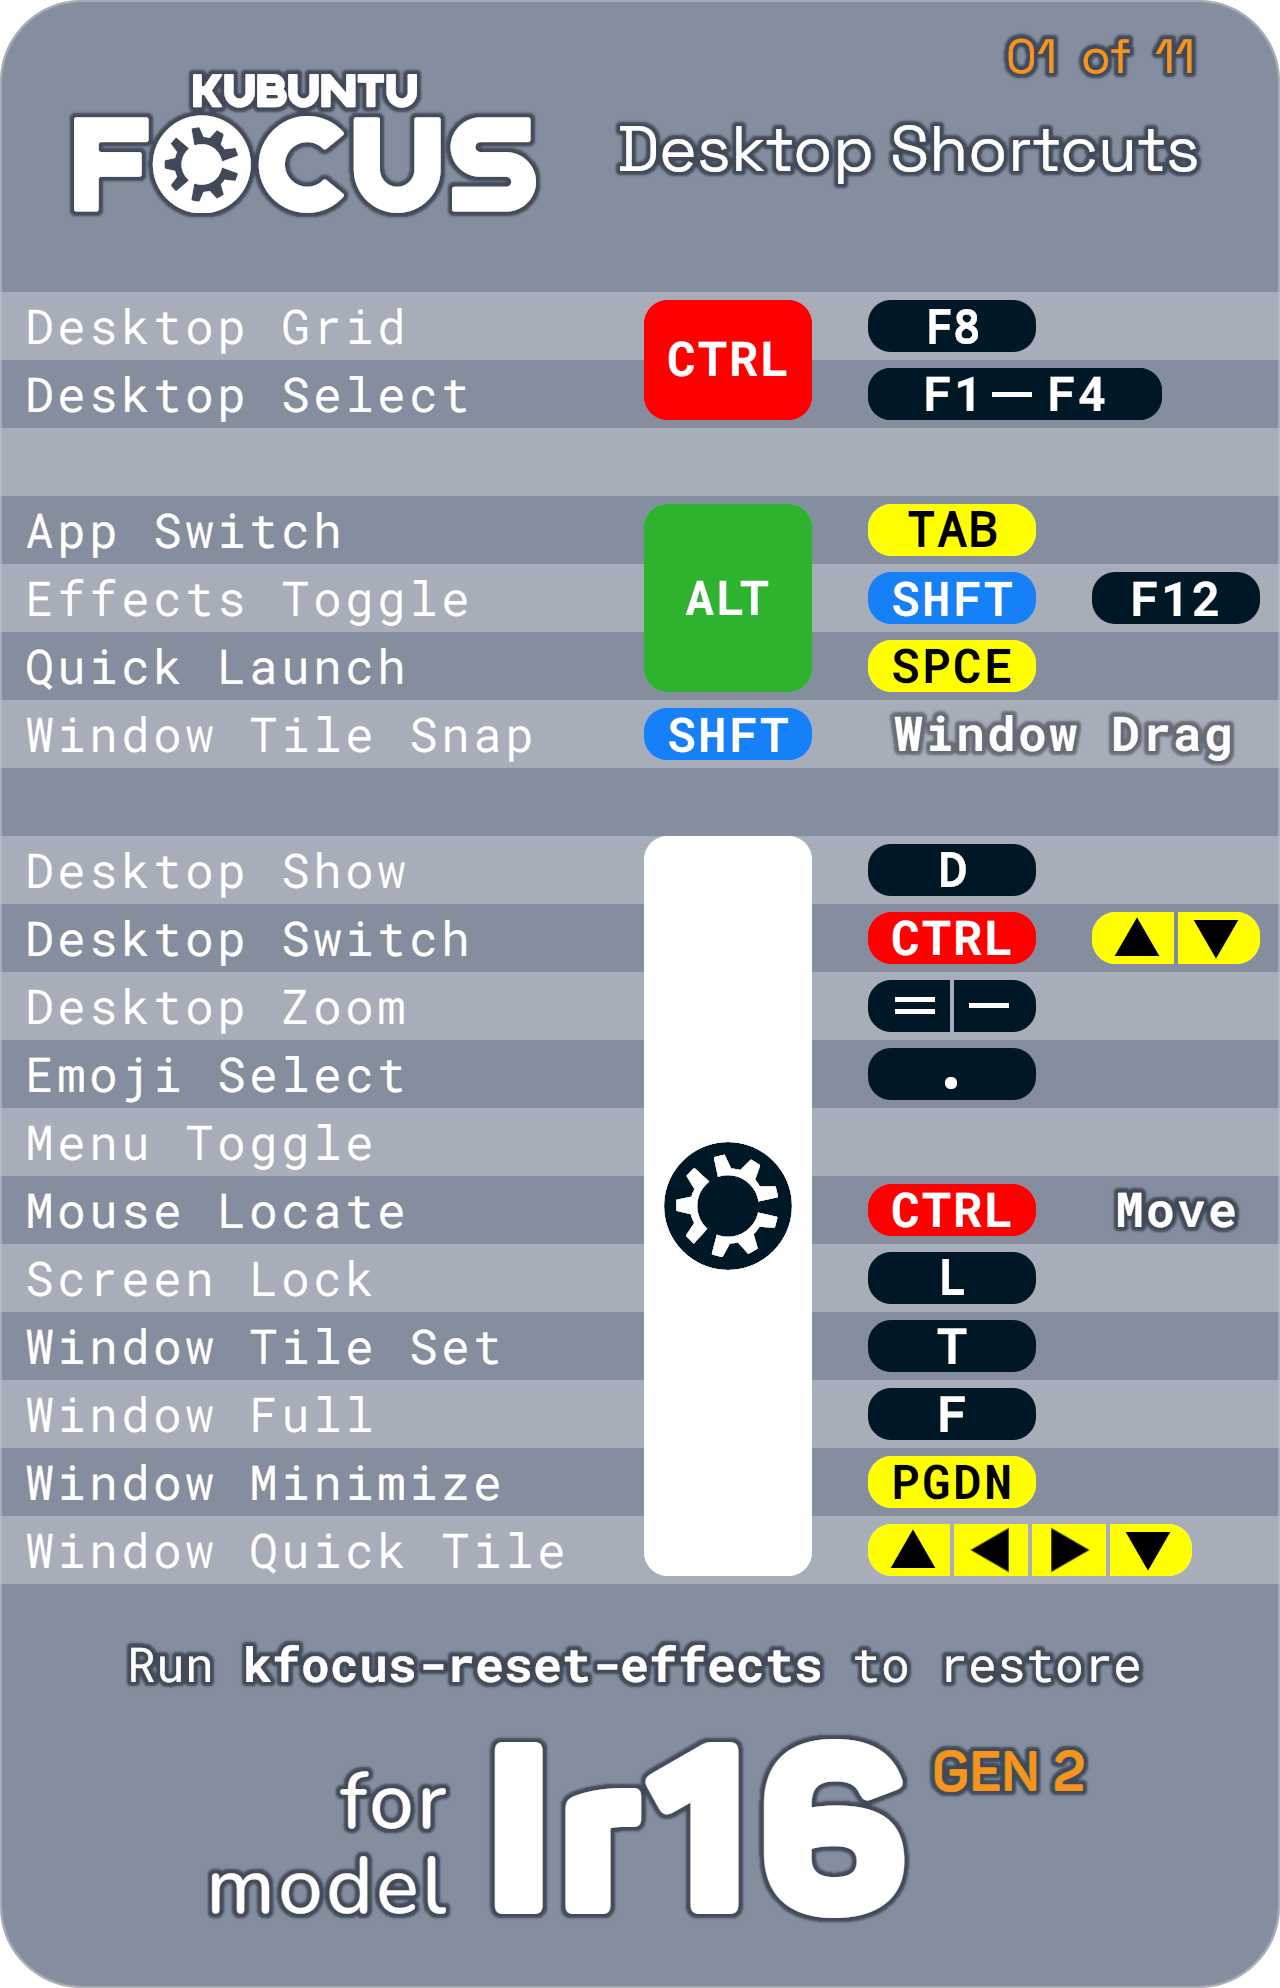 01 of 11
KUBUNTU
FOCUS
Desktop Shortcuts
Desktop Grid CTRL F8
Desktop Select F1 — F4
App Switch ALT TAB
Effects Toggle SHFT F12
Quick Launch SPCE
Window Tile Snap SHFT Window Drag
Desktop Show D
Desktop Switch CTRL ▲ ▼
Desktop Zoom = −
Emoji Select .
Menu Toggle
Mouse Locate CTRL Move
Screen Lock L
Window Tile Set T
Window Full F
Window Minimize PGDN
Window Quick Tile ▲ ◀ ▶ ▼
Run kfocus-reset-effects to restore
for model Ir16 GEN 2